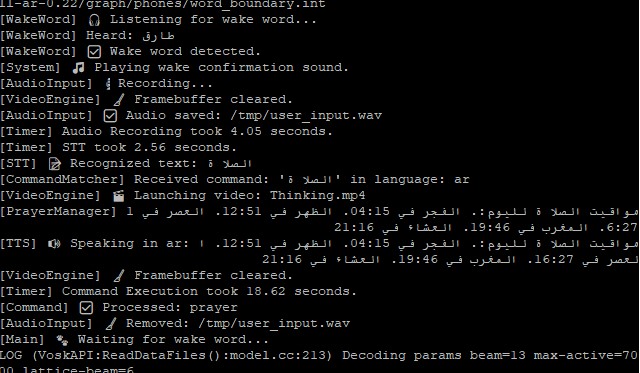 ll-ar-0.22/graph/phones/word_boundary.int
[WakeWord] 🎧 Listening for wake word...
[WakeWord] Heard: طارق
[WakeWord] ☑ Wake word detected.
[System] 🎵 Playing wake confirmation sound.
[AudioInput] 🎙 Recording...
[VideoEngine] 🧹 Framebuffer cleared.
[AudioInput] ☑ Audio saved: /tmp/user_input.wav
[Timer] Audio Recording took 4.05 seconds.
[Timer] STT took 2.56 seconds.
[STT] 📝 Recognized text: الصلا ة
[CommandMatcher] Received command: 'الصلا ة' in language: ar
[VideoEngine] 🎬 Launching video: Thinking.mp4
[PrayerManager] مواقيت الصلا ة لليوم:. الفجر في 04:15. الظهر في 12:51. العصر في 1
6:27. المغرب في 19:46. العشاء في 21:16
[TTS] 🔊 Speaking in ar: مواقيت الصلا ة لليوم:. الفجر في 04:15. الظهر في 12:51. ا
لعصر في 16:27. المغرب في 19:46. العشاء في 21:16
[VideoEngine] 🧹 Framebuffer cleared.
[Timer] Command Execution took 18.62 seconds.
[Command] ☑ Processed: prayer
[AudioInput] 🧹 Removed: /tmp/user_input.wav
[Main] 🐾 Waiting for wake word...
LOG (VoskAPI:ReadDataFiles():model.cc:213) Decoding params beam=13 max-active=70
00 lattice-beam=6